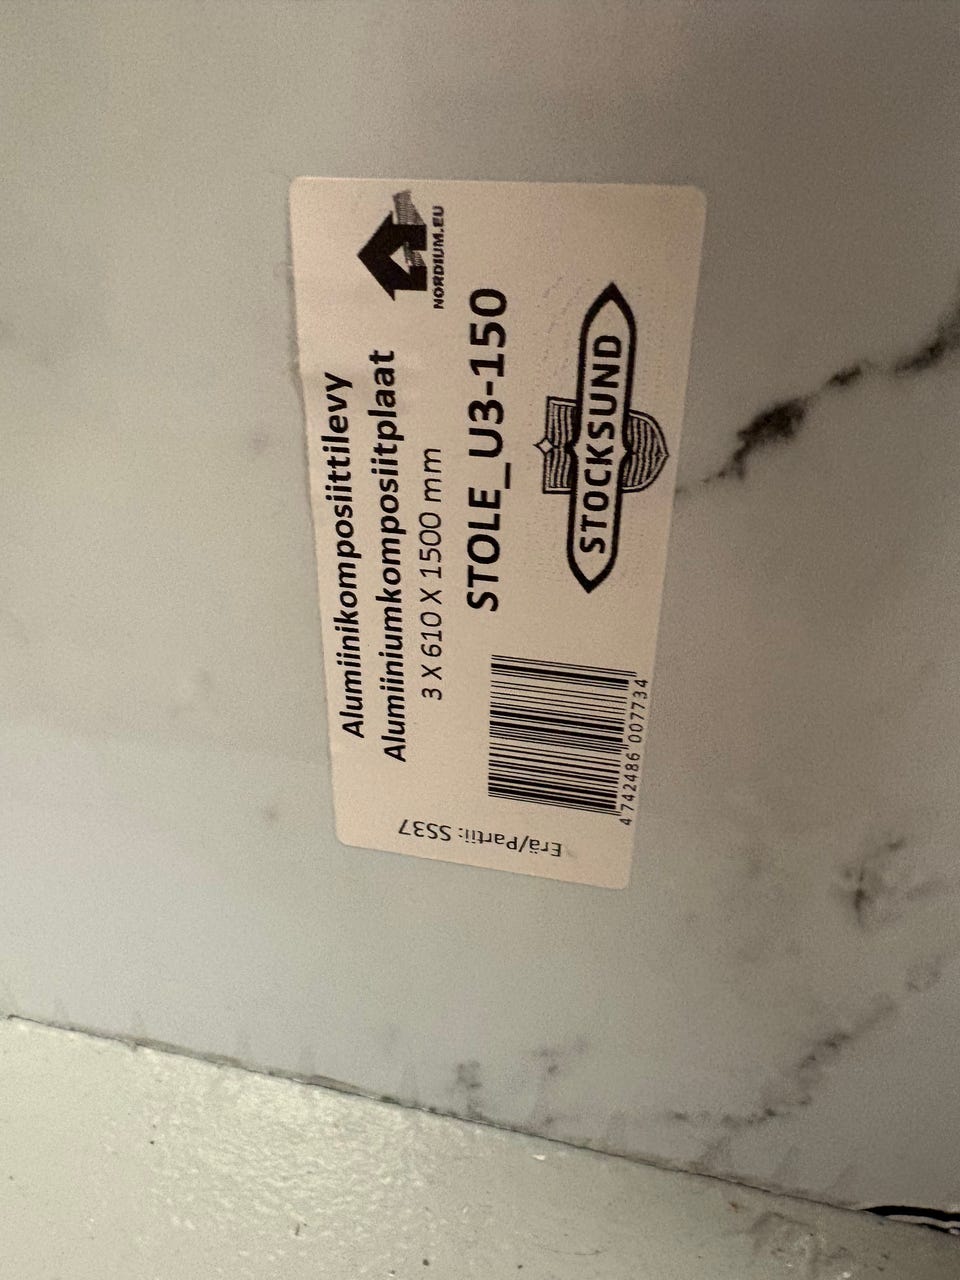 Alumiinikomposiittilevy
Alumiiniumkomposiitplaat
3 X 610 X 1500 mm
NORDIUM.EU
STOLE_U3-150
STOCKSUND
4 742486 007734
Erä/Partii: SS37